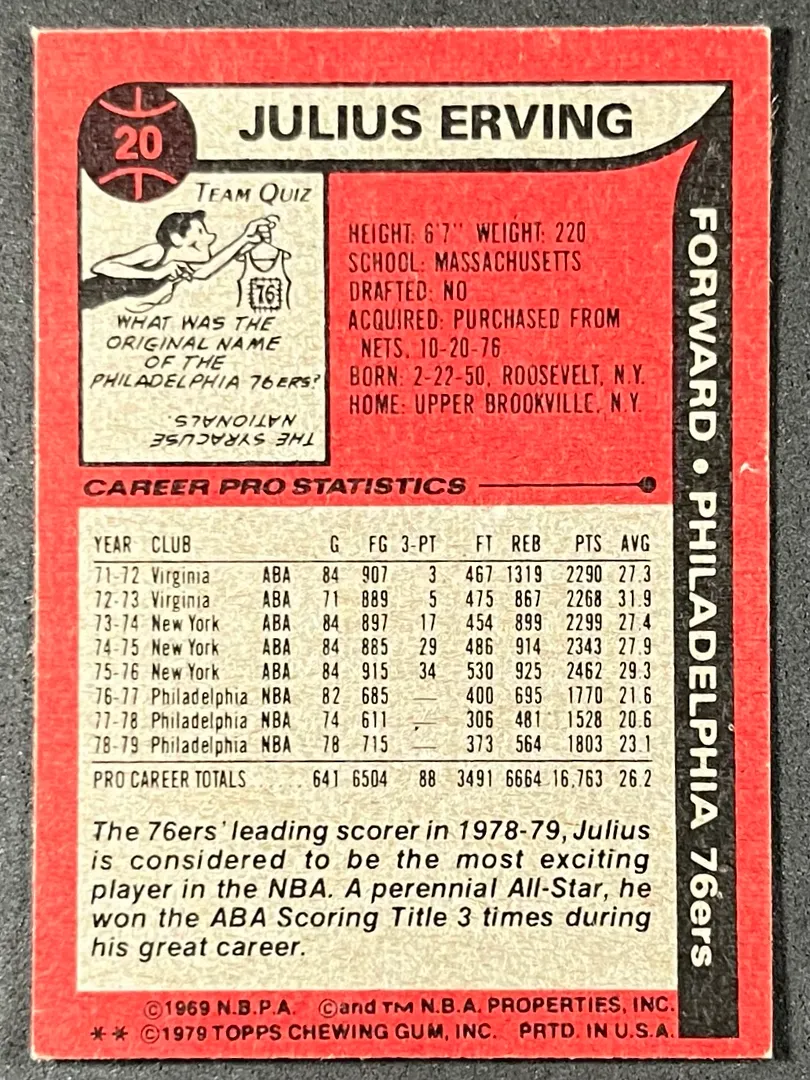 20
JULIUS ERVING
TEAM QUIZ
76
WHAT WAS THE
ORIGINAL NAME
OF THE
PHILADELPHIA 76ERS?
THE SYRACUSE
NATIONALS.
HEIGHT: 6'7" WEIGHT: 220
SCHOOL: MASSACHUSETTS
DRAFTED: NO
ACQUIRED: PURCHASED FROM
NETS, 10-20-76
BORN: 2-22-50, ROOSEVELT, N.Y.
HOME: UPPER BROOKVILLE, N.Y.
FORWARD • PHILADELPHIA 76ers
CAREER PRO STATISTICS
YEAR CLUB G FG 3-PT FT REB PTS AVG
71-72 Virginia ABA 84 907 3 467 1319 2290 27.3
72-73 Virginia ABA 71 889 5 475 867 2268 31.9
73-74 New York ABA 84 897 17 454 899 2299 27.4
74-75 New York ABA 84 885 29 486 914 2343 27.9
75-76 New York ABA 84 915 34 530 925 2462 29.3
76-77 Philadelphia NBA 82 685 — 400 695 1770 21.6
77-78 Philadelphia NBA 74 611 — 306 481 1528 20.6
78-79 Philadelphia NBA 78 715 — 373 564 1803 23.1
PRO CAREER TOTALS ...... 641 6504 88 3491 6664 16,763 26.2
The 76ers' leading scorer in 1978-79, Julius
is considered to be the most exciting
player in the NBA. A perennial All-Star, he
won the ABA Scoring Title 3 times during
his great career.
©1969 N.B.P.A. ©and TM N.B.A. PROPERTIES, INC.
** ©1979 TOPPS CHEWING GUM, INC. PRTD. IN U.S.A.